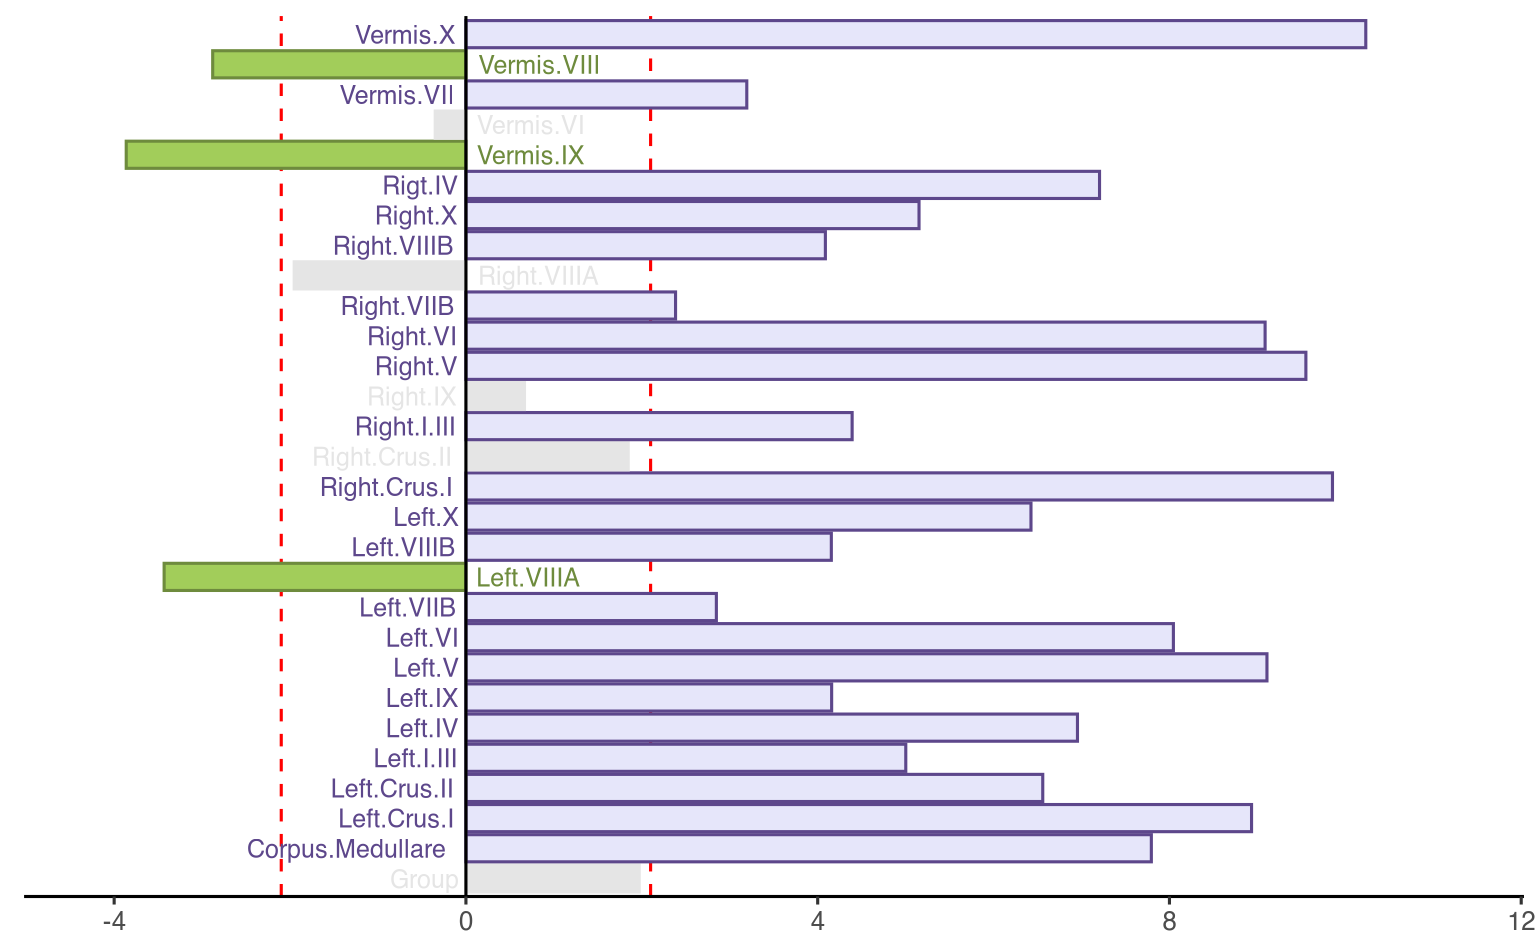 Vermis.X
Vermis.VIII
Vermis.VII
Vermis.VI
Vermis.IX
Rigt.IV
Right.X
Right.VIIIB
Right.VIIIA
Right.VIIB
Right.VI
Right.V
Right.IX
Right.I.III
Right.Crus.II
Right.Crus.I
Left.X
Left.VIIIB
Left.VIIIA
Left.VIIB
Left.VI
Left.V
Left.IX
Left.IV
Left.I.III
Left.Crus.II
Left.Crus.I
Corpus.Medullare
Group
-4 0 4 8 12